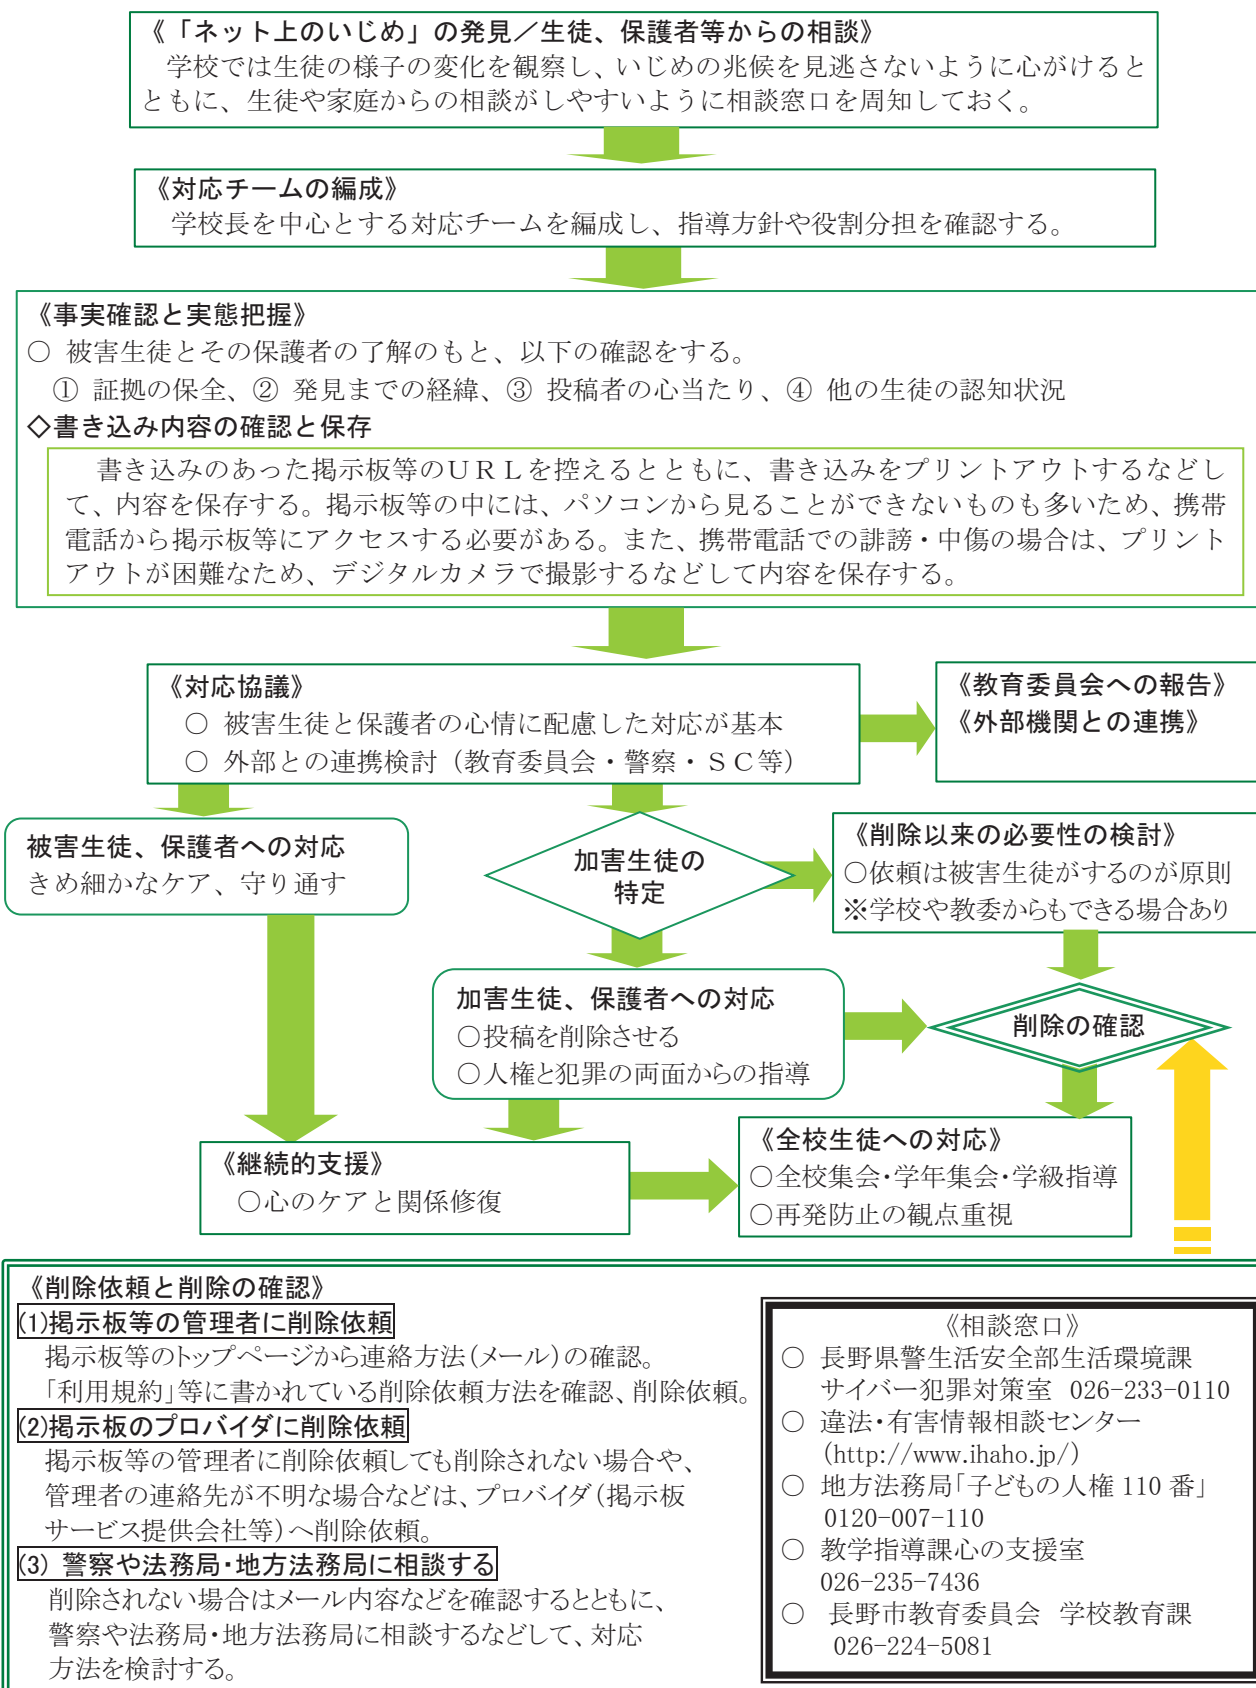 《「ネット上のいじめ」の発見／生徒、保護者等からの相談》
学校では生徒の様子の変化を観察し、いじめの兆候を見逃さないように心がけると
ともに、生徒や家庭からの相談がしやすいように相談窓口を周知しておく。
《対応チームの編成》
学校長を中心とする対応チームを編成し、指導方針や役割分担を確認する。
《事実確認と実態把握》
○ 被害生徒とその保護者の了解のもと、以下の確認をする。
① 証拠の保全、② 発見までの経緯、③ 投稿者の心当たり、④ 他の生徒の認知状況
◇書き込み内容の確認と保存
書き込みのあった掲示板等のＵＲＬを控えるとともに、書き込みをプリントアウトするなどし
て、内容を保存する。掲示板等の中には、パソコンから見ることができないものも多いため、携帯
電話から掲示板等にアクセスする必要がある。また、携帯電話での誹謗・中傷の場合は、プリント
アウトが困難なため、デジタルカメラで撮影するなどして内容を保存する。
《対応協議》
○ 被害生徒と保護者の心情に配慮した対応が基本
○ 外部との連携検討（教育委員会・警察・ＳＣ等）
《教育委員会への報告》
《外部機関との連携》
被害生徒、保護者への対応
きめ細かなケア、守り通す
加害生徒の
特定
《削除以来の必要性の検討》
○依頼は被害生徒がするのが原則
※学校や教委からもできる場合あり
加害生徒、保護者への対応
○投稿を削除させる
○人権と犯罪の両面からの指導
削除の確認
《継続的支援》
○心のケアと関係修復
《全校生徒への対応》
○全校集会・学年集会・学級指導
○再発防止の観点重視
《削除依頼と削除の確認》
(1)掲示板等の管理者に削除依頼
掲示板等のトップページから連絡方法（メール）の確認。
「利用規約」等に書かれている削除依頼方法を確認、削除依頼。
(2)掲示板のプロバイダに削除依頼
掲示板等の管理者に削除依頼しても削除されない場合や、
管理者の連絡先が不明な場合などは、プロバイダ（掲示板
サービス提供会社等）へ削除依頼。
(3) 警察や法務局・地方法務局に相談する
削除されない場合はメール内容などを確認するとともに、
警察や法務局・地方法務局に相談するなどして、対応
方法を検討する。
《相談窓口》
○ 長野県警生活安全部生活環境課
サイバー犯罪対策室 026-233-0110
○ 違法・有害情報相談センター
(http://www.ihaho.jp/)
○ 地方法務局「子どもの人権 110 番」
0120-007-110
○ 教学指導課心の支援室
026-235-7436
○ 長野市教育委員会 学校教育課
026-224-5081